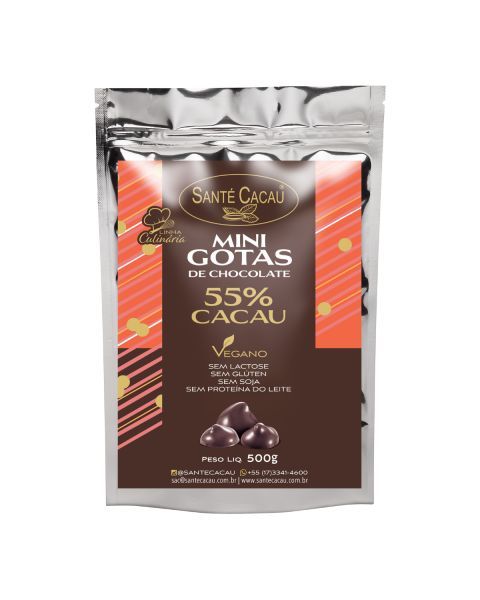 SANTÉ CACAU®
LINHA
Culinária
MINI
GOTAS
DE CHOCOLATE
55%
CACAU
VEGANO
SEM LACTOSE
SEM GLÚTEN
SEM SOJA
SEM PROTEÍNA DO LEITE
PESO LIQ. 500g
@SANTECACAU +55 (17)3341-4600
sac@santecacau.com.br | www.santecacau.com.br